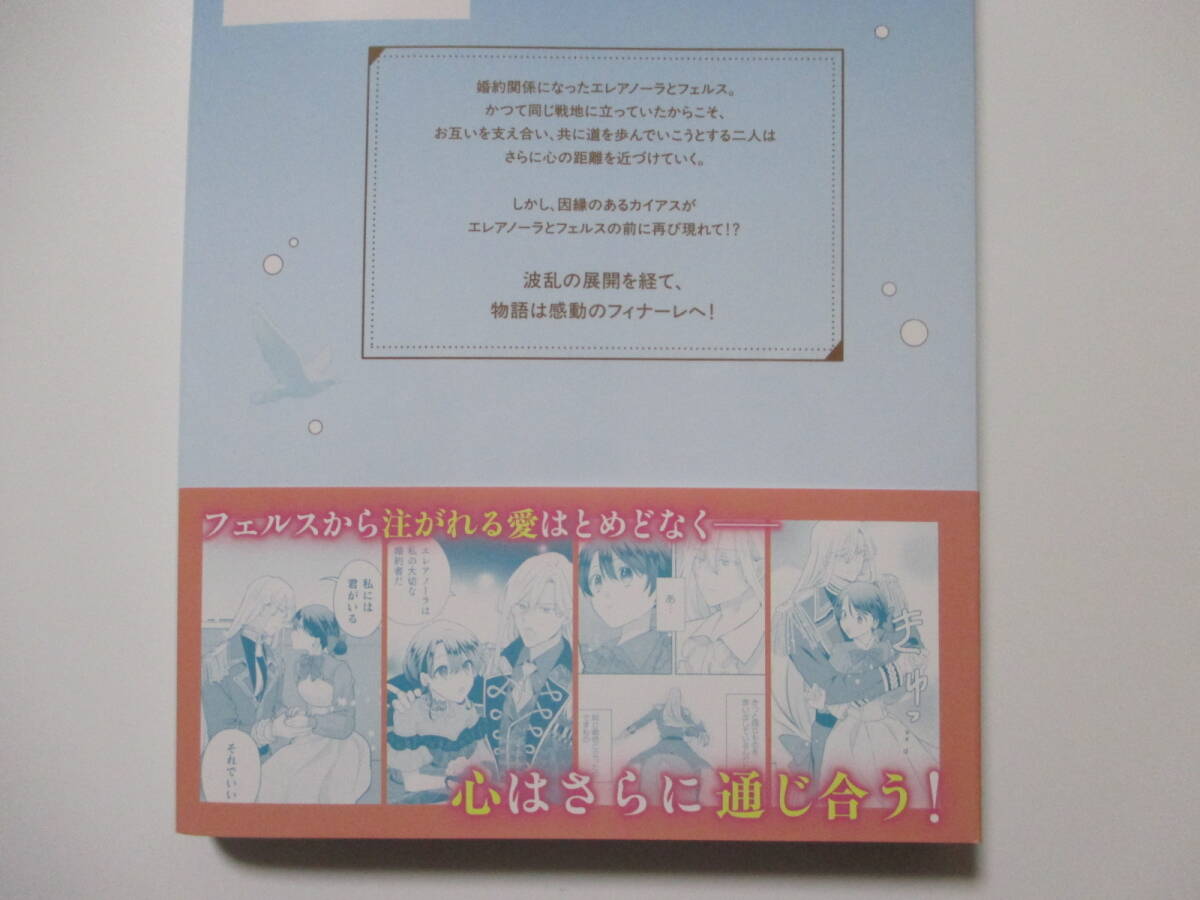 婚約関係になったエレアノーラとフェルス。
かつて同じ戦地に立っていたからこそ、
お互いを支え合い、共に道を歩んでいこうとする二人は
さらに心の距離を近づけていく。
しかし、因縁のあるカイアスが
エレアノーラとフェルスの前に再び現れて!?
波乱の展開を経て、
物語は感動のフィナーレへ!
フェルスから注がれる愛はとめどなく――
私には
君がいる
それでいい
エレアノーラは
私の大切な
婚約者だ
あ…
ぎゅっ
心はさらに通じ合う!